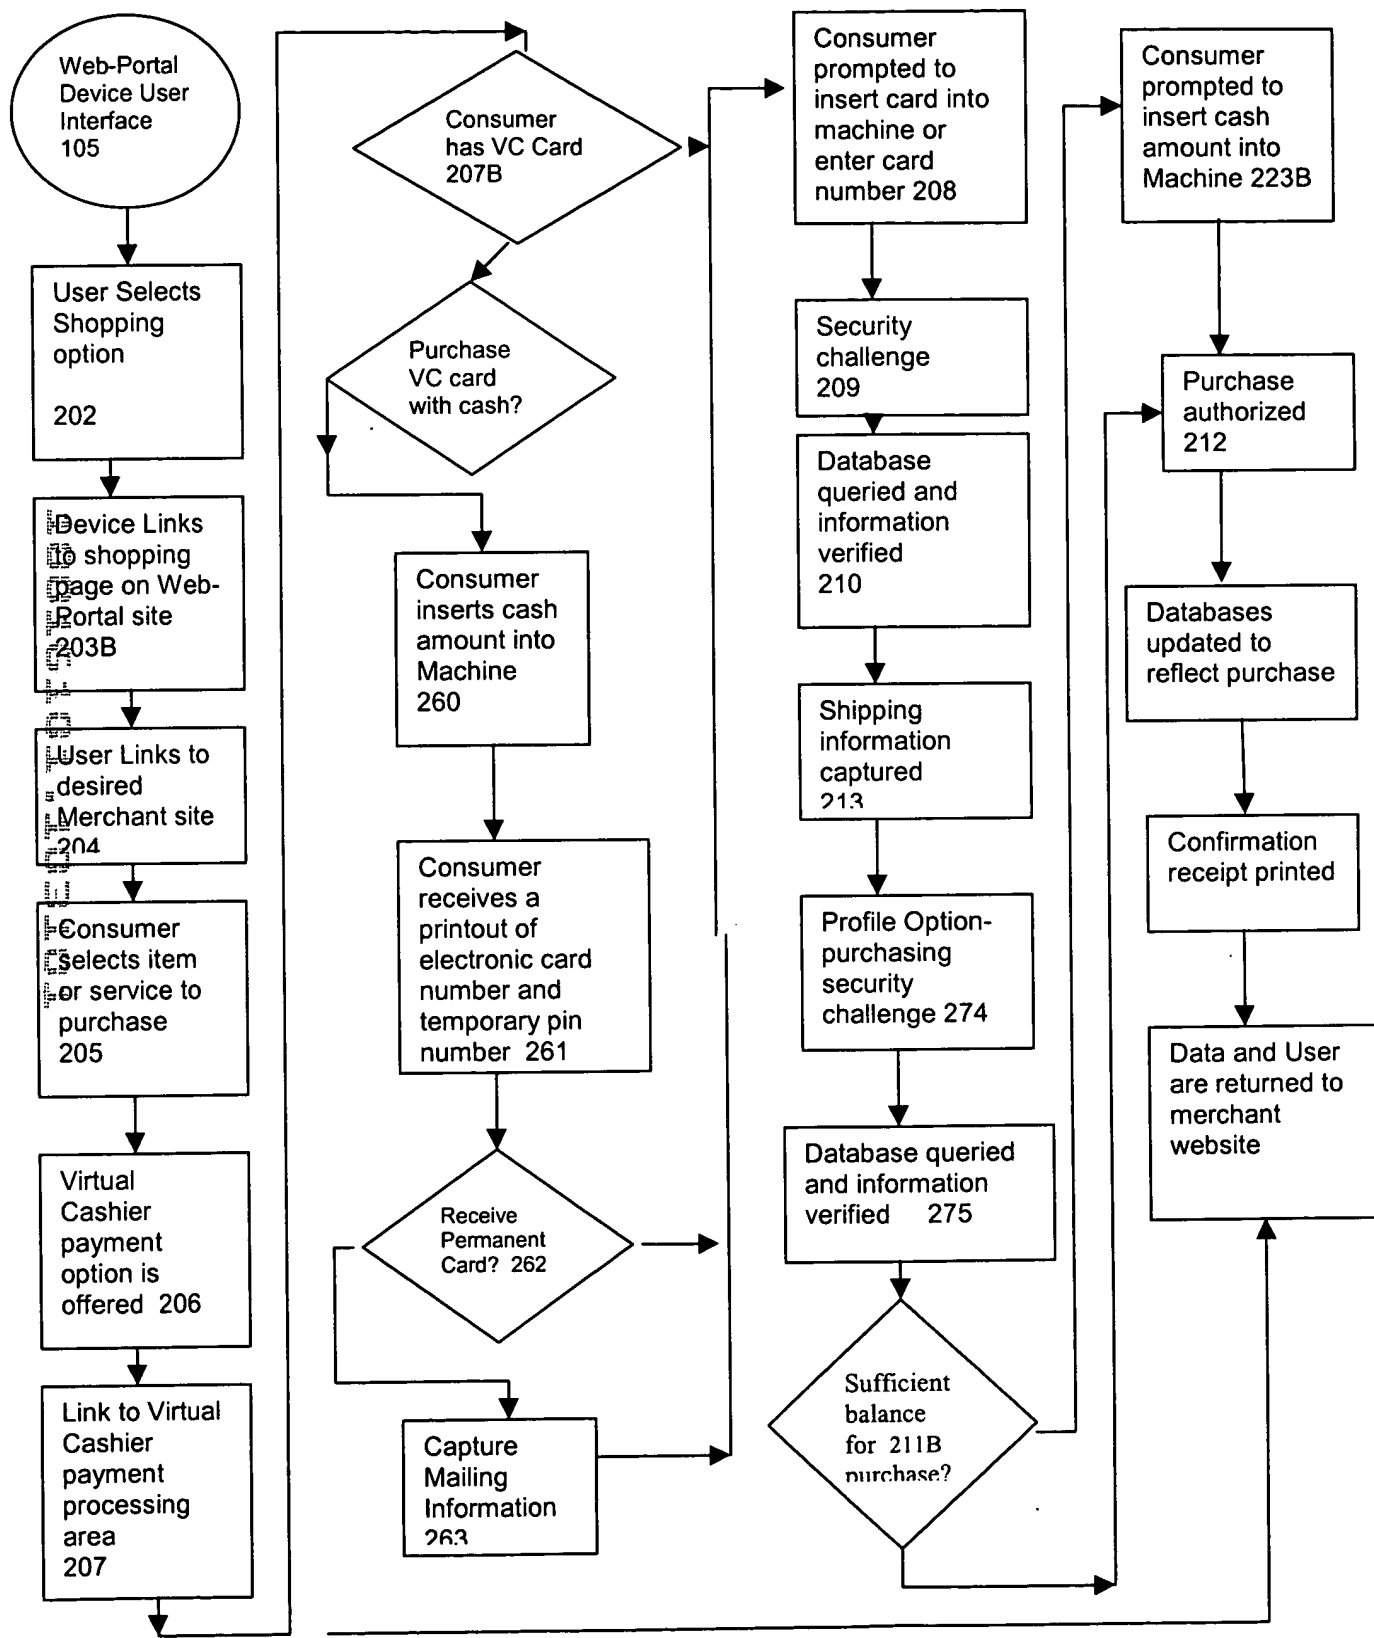 Web-Portal
Device User
Interface
105
User Selects
Shopping
option
202
Device Links
to shopping
page on Web-
Portal site
203B
User Links to
desired
Merchant site
204
Consumer
selects item
or service to
purchase
205
Virtual
Cashier
payment
option is
offered 206
Link to Virtual
Cashier
payment
processing
area
207
Consumer
has VC Card
207B
Purchase
VC card
with cash?
Consumer
inserts cash
amount into
Machine
260
Consumer
receives a
printout of
electronic card
number and
temporary pin
number 261
Receive
Permanent
Card? 262
Capture
Mailing
Information
263
Consumer
prompted to
insert card into
machine or
enter card
number 208
Security
challenge
209
Database
queried and
information
verified
210
Shipping
information
captured
213
Profile Option-
purchasing
security
challenge 274
Database queried
and information
verified 275
Sufficient
balance
for 211B
purchase?
Consumer
prompted to
insert cash
amount into
Machine 223B
Purchase
authorized
212
Databases
updated to
reflect purchase
Confirmation
receipt printed
Data and User
are returned to
merchant
website